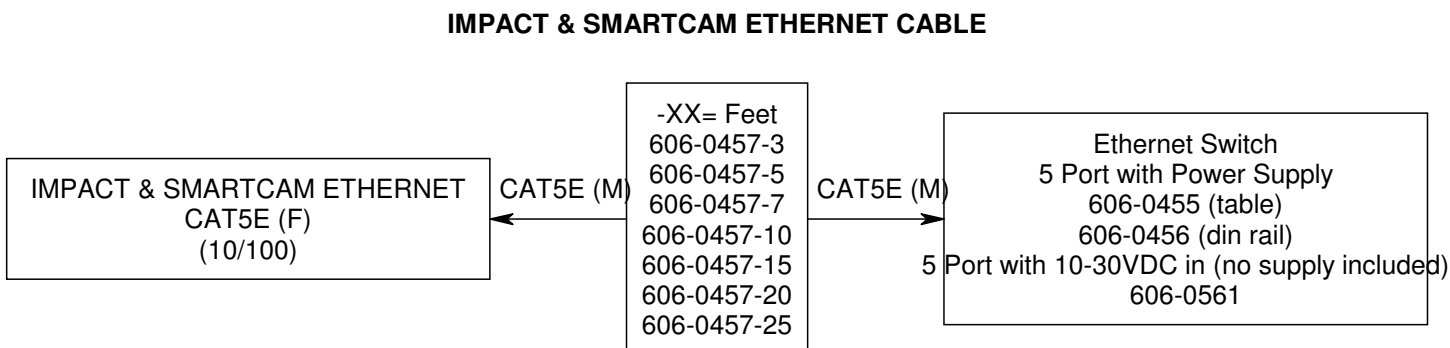 IMPACT & SMARTCAM ETHERNET CABLE
IMPACT & SMARTCAM ETHERNET
CAT5E (F)
(10/100)
CAT5E (M)
-XX= Feet
606-0457-3
606-0457-5
606-0457-7
606-0457-10
606-0457-15
606-0457-20
606-0457-25
CAT5E (M)
Ethernet Switch
5 Port with Power Supply
606-0455 (table)
606-0456 (din rail)
5 Port with 10-30VDC in (no supply included)
606-0561